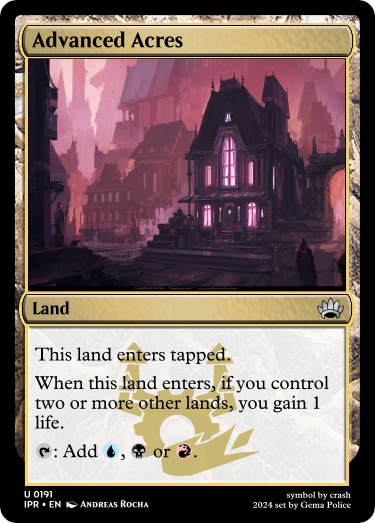 Advanced Acres
Land
This land enters tapped.
When this land enters, if you control
two or more other lands, you gain 1
life.
: Add , or .
U 0191
IPR • EN Andreas Rocha
symbol by crash
2024 set by Gema Police